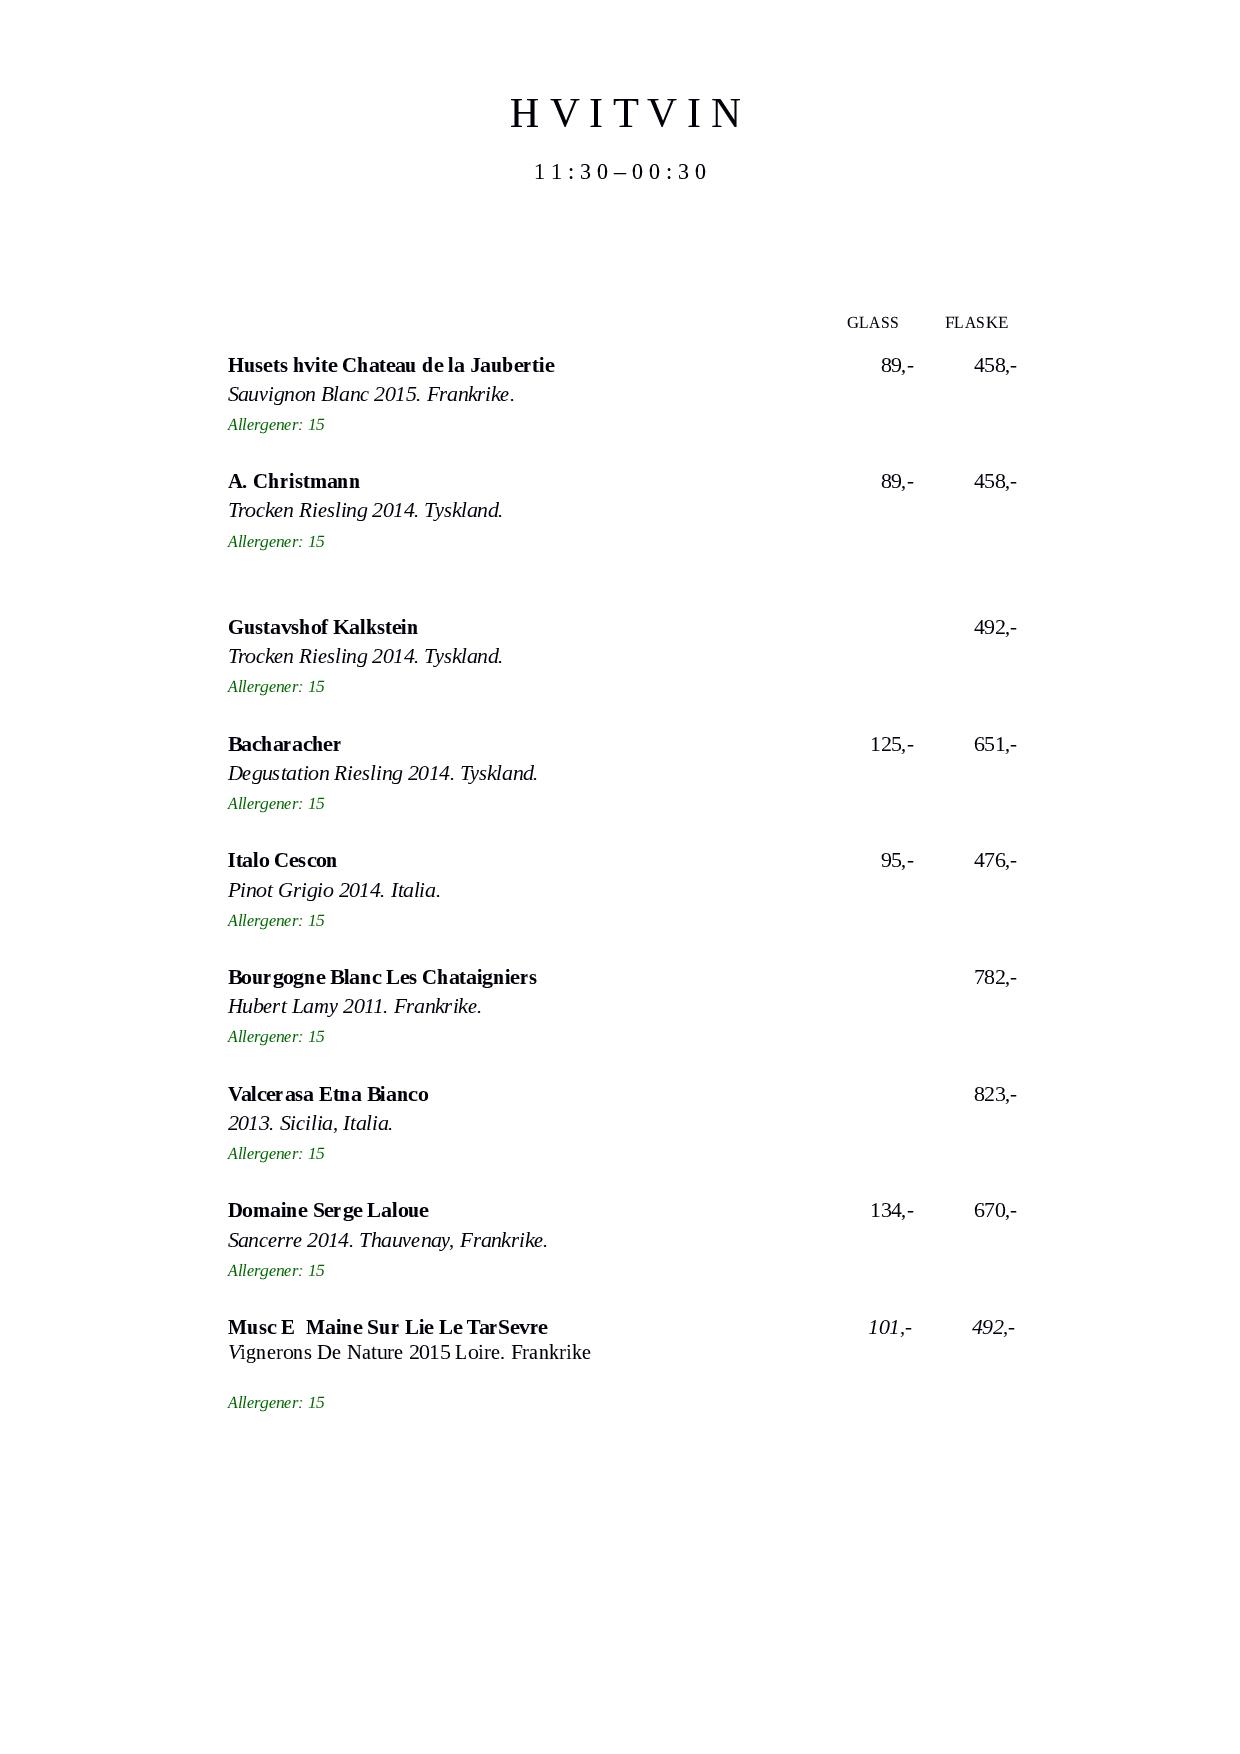 HVITVIN
11:30–00:30
GLASS FLASKE
Husets hvite Chateau de la Jaubertie 89,- 458,-
Sauvignon Blanc 2015. Frankrike.
Allergener: 15
A. Christmann 89,- 458,-
Trocken Riesling 2014. Tyskland.
Allergener: 15
Gustavshof Kalkstein 492,-
Trocken Riesling 2014. Tyskland.
Allergener: 15
Bacharacher 125,- 651,-
Degustation Riesling 2014. Tyskland.
Allergener: 15
Italo Cescon 95,- 476,-
Pinot Grigio 2014. Italia.
Allergener: 15
Bourgogne Blanc Les Chataigniers 782,-
Hubert Lamy 2011. Frankrike.
Allergener: 15
Valcerasa Etna Bianco 823,-
2013. Sicilia, Italia.
Allergener: 15
Domaine Serge Laloue 134,- 670,-
Sancerre 2014. Thauvenay, Frankrike.
Allergener: 15
Musc E  Maine Sur Lie Le TarSevre 101,- 492,-
Vignerons De Nature 2015 Loire. Frankrike
Allergener: 15